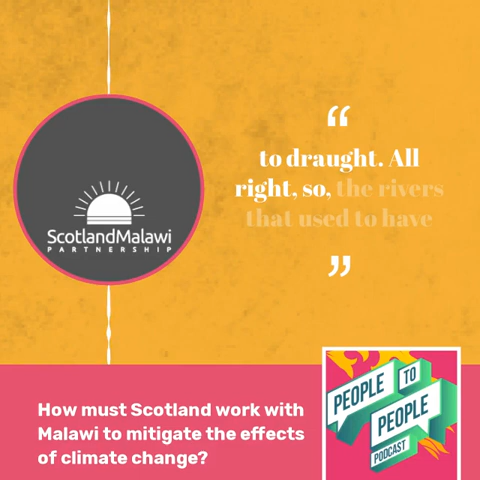 “
to draught. All
right, so, the rivers
that used to have
”
ScotlandMalawi
PARTNERSHIP
How must Scotland work with
Malawi to mitigate the effects
of climate change?
PEOPLE
TO
PEOPLE
PODCAST